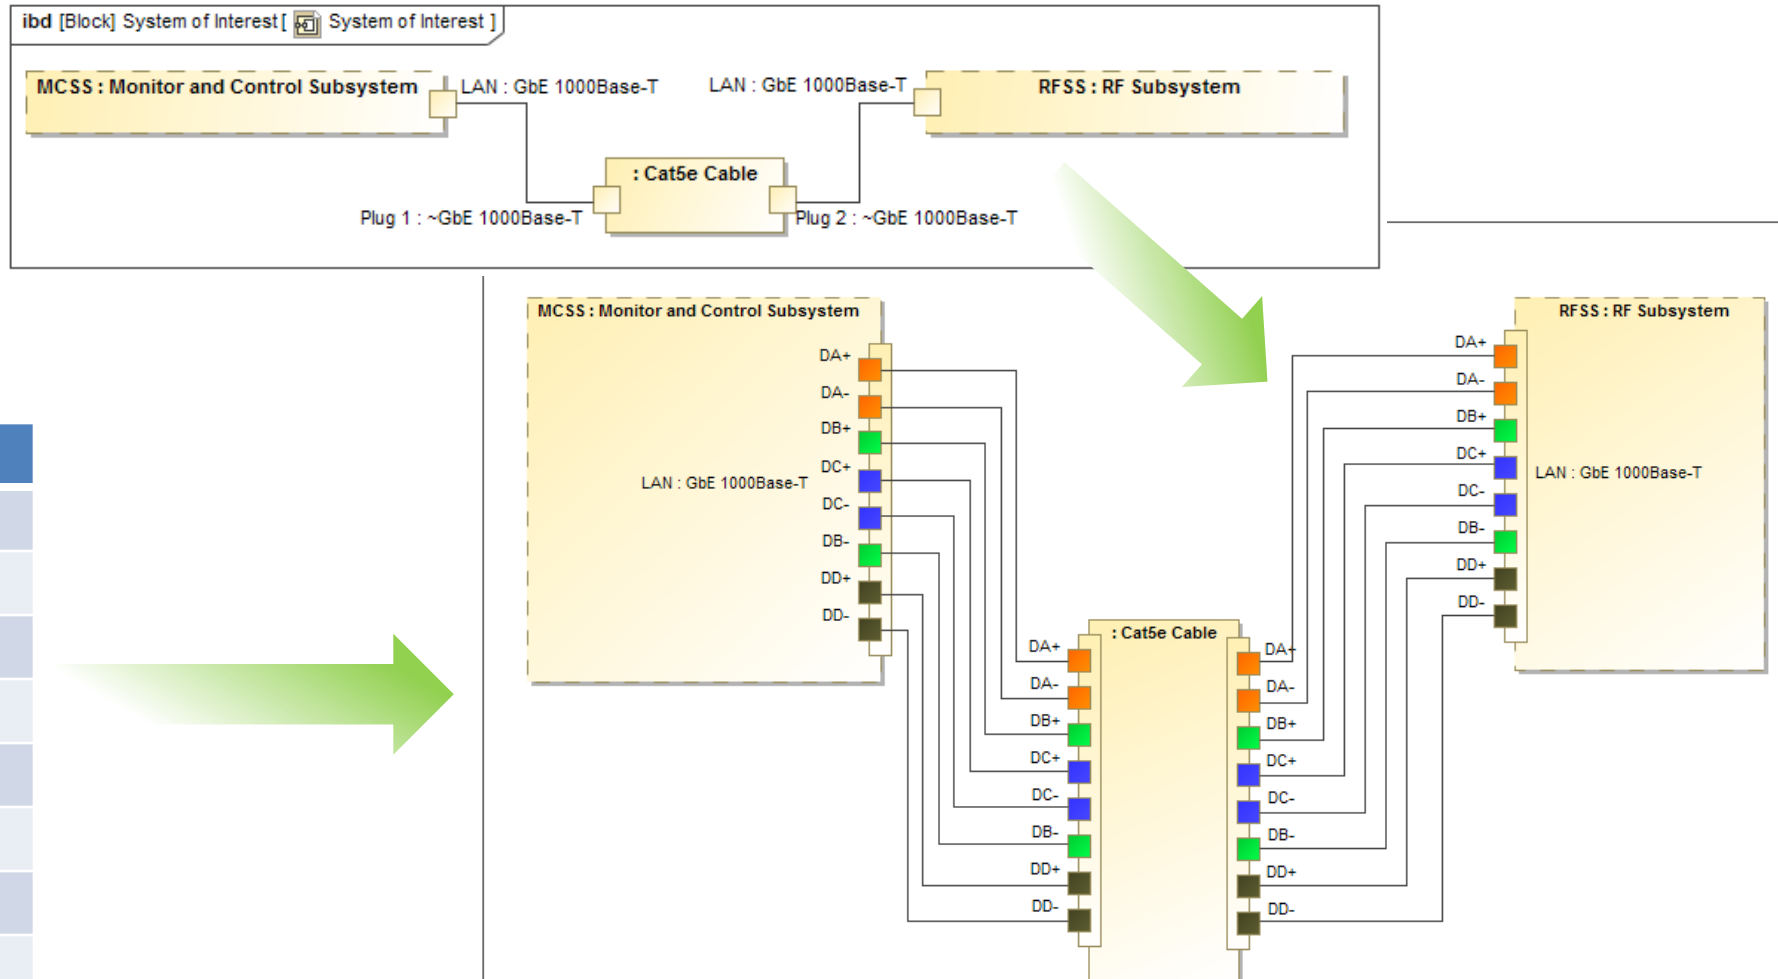 ibd [Block] System of Interest [ System of Interest ]
MCSS : Monitor and Control Subsystem
LAN : GbE 1000Base-T
LAN : GbE 1000Base-T
RFSS : RF Subsystem
: Cat5e Cable
Plug 1 : ~GbE 1000Base-T
Plug 2 : ~GbE 1000Base-T
MCSS : Monitor and Control Subsystem
DA+
DA-
DB+
DC+
LAN : GbE 1000Base-T
DC-
DB-
DD+
DD-
RFSS : RF Subsystem
DA+
DA-
DB+
DC+
LAN : GbE 1000Base-T
DC-
DB-
DD+
DD-
: Cat5e Cable
DA+
DA-
DB+
DC+
DC-
DB-
DD+
DD-
DA+
DA-
DB+
DC+
DC-
DB-
DD+
DD-